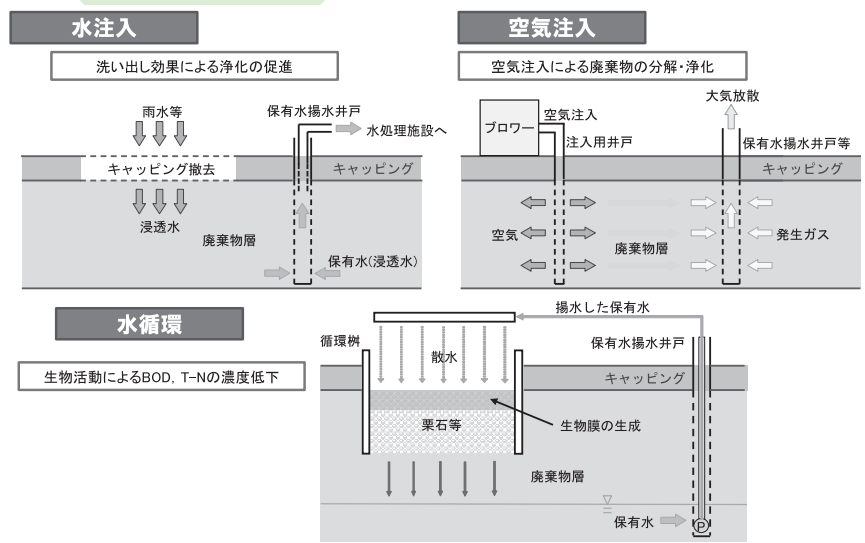 水注入
洗い出し効果による浄化の促進
雨水等
保有水揚水井戸
水処理施設へ
キャッピング撤去
キャッピング
浸透水
廃棄物層
保有水(浸透水)
空気注入
空気注入による廃棄物の分解・浄化
大気放散
ブロワー
空気注入
注入用井戸
保有水揚水井戸等
キャッピング
空気
廃棄物層
発生ガス
水循環
生物活動によるBOD，T-Nの濃度低下
揚水した保有水
循環桝
散水
保有水揚水井戸
キャッピング
栗石等
生物膜の生成
廃棄物層
保有水
P